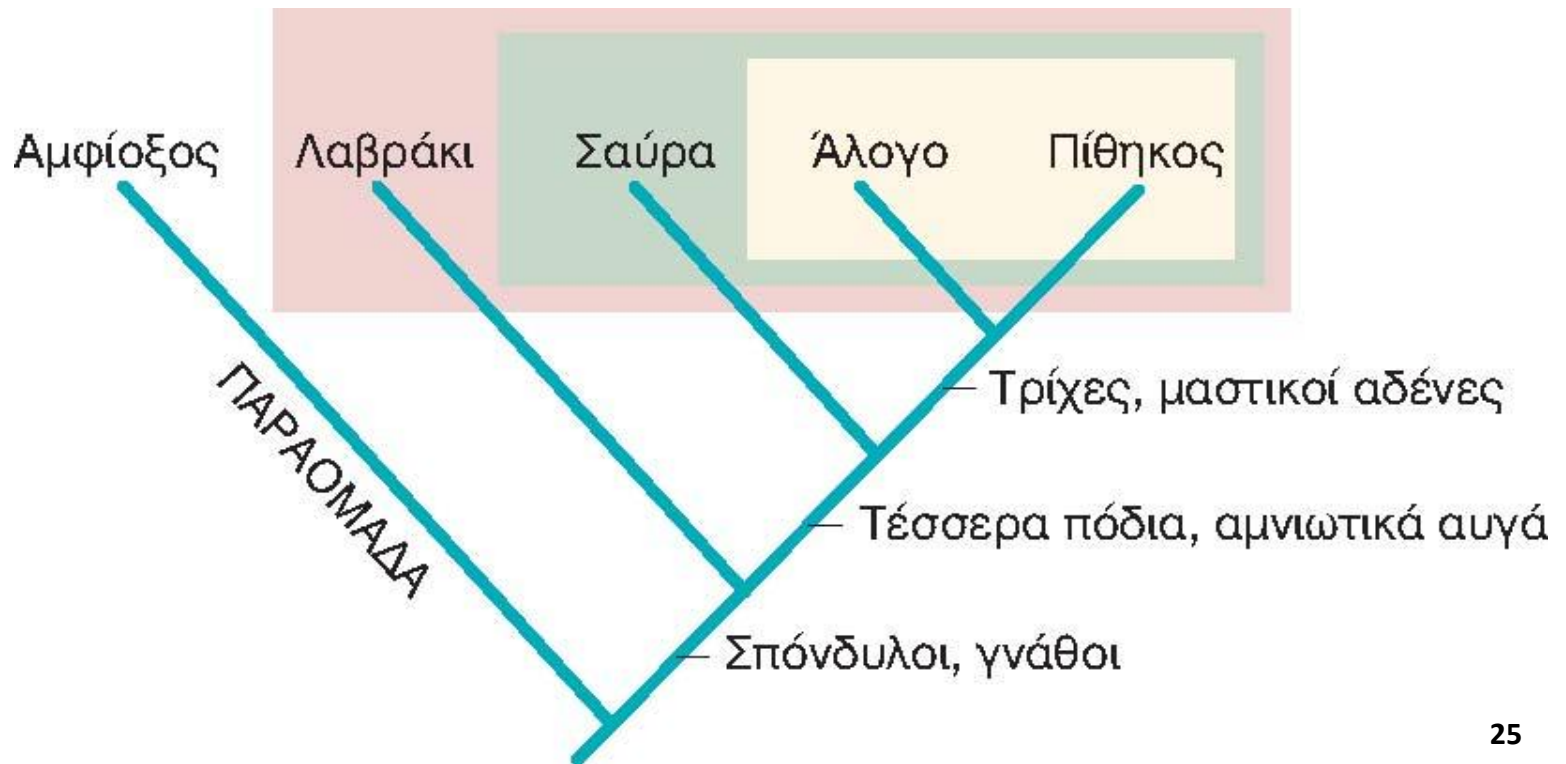 Αμφίοξος Λαβράκι Σαύρα Άλογο Πίθηκος
ΠΑΡΑΟΜΑΔΑ
Τρίχες, μαστικοί αδένες
Τέσσερα πόδια, αμνιωτικά αυγά
Σπόνδυλοι, γνάθοι
25